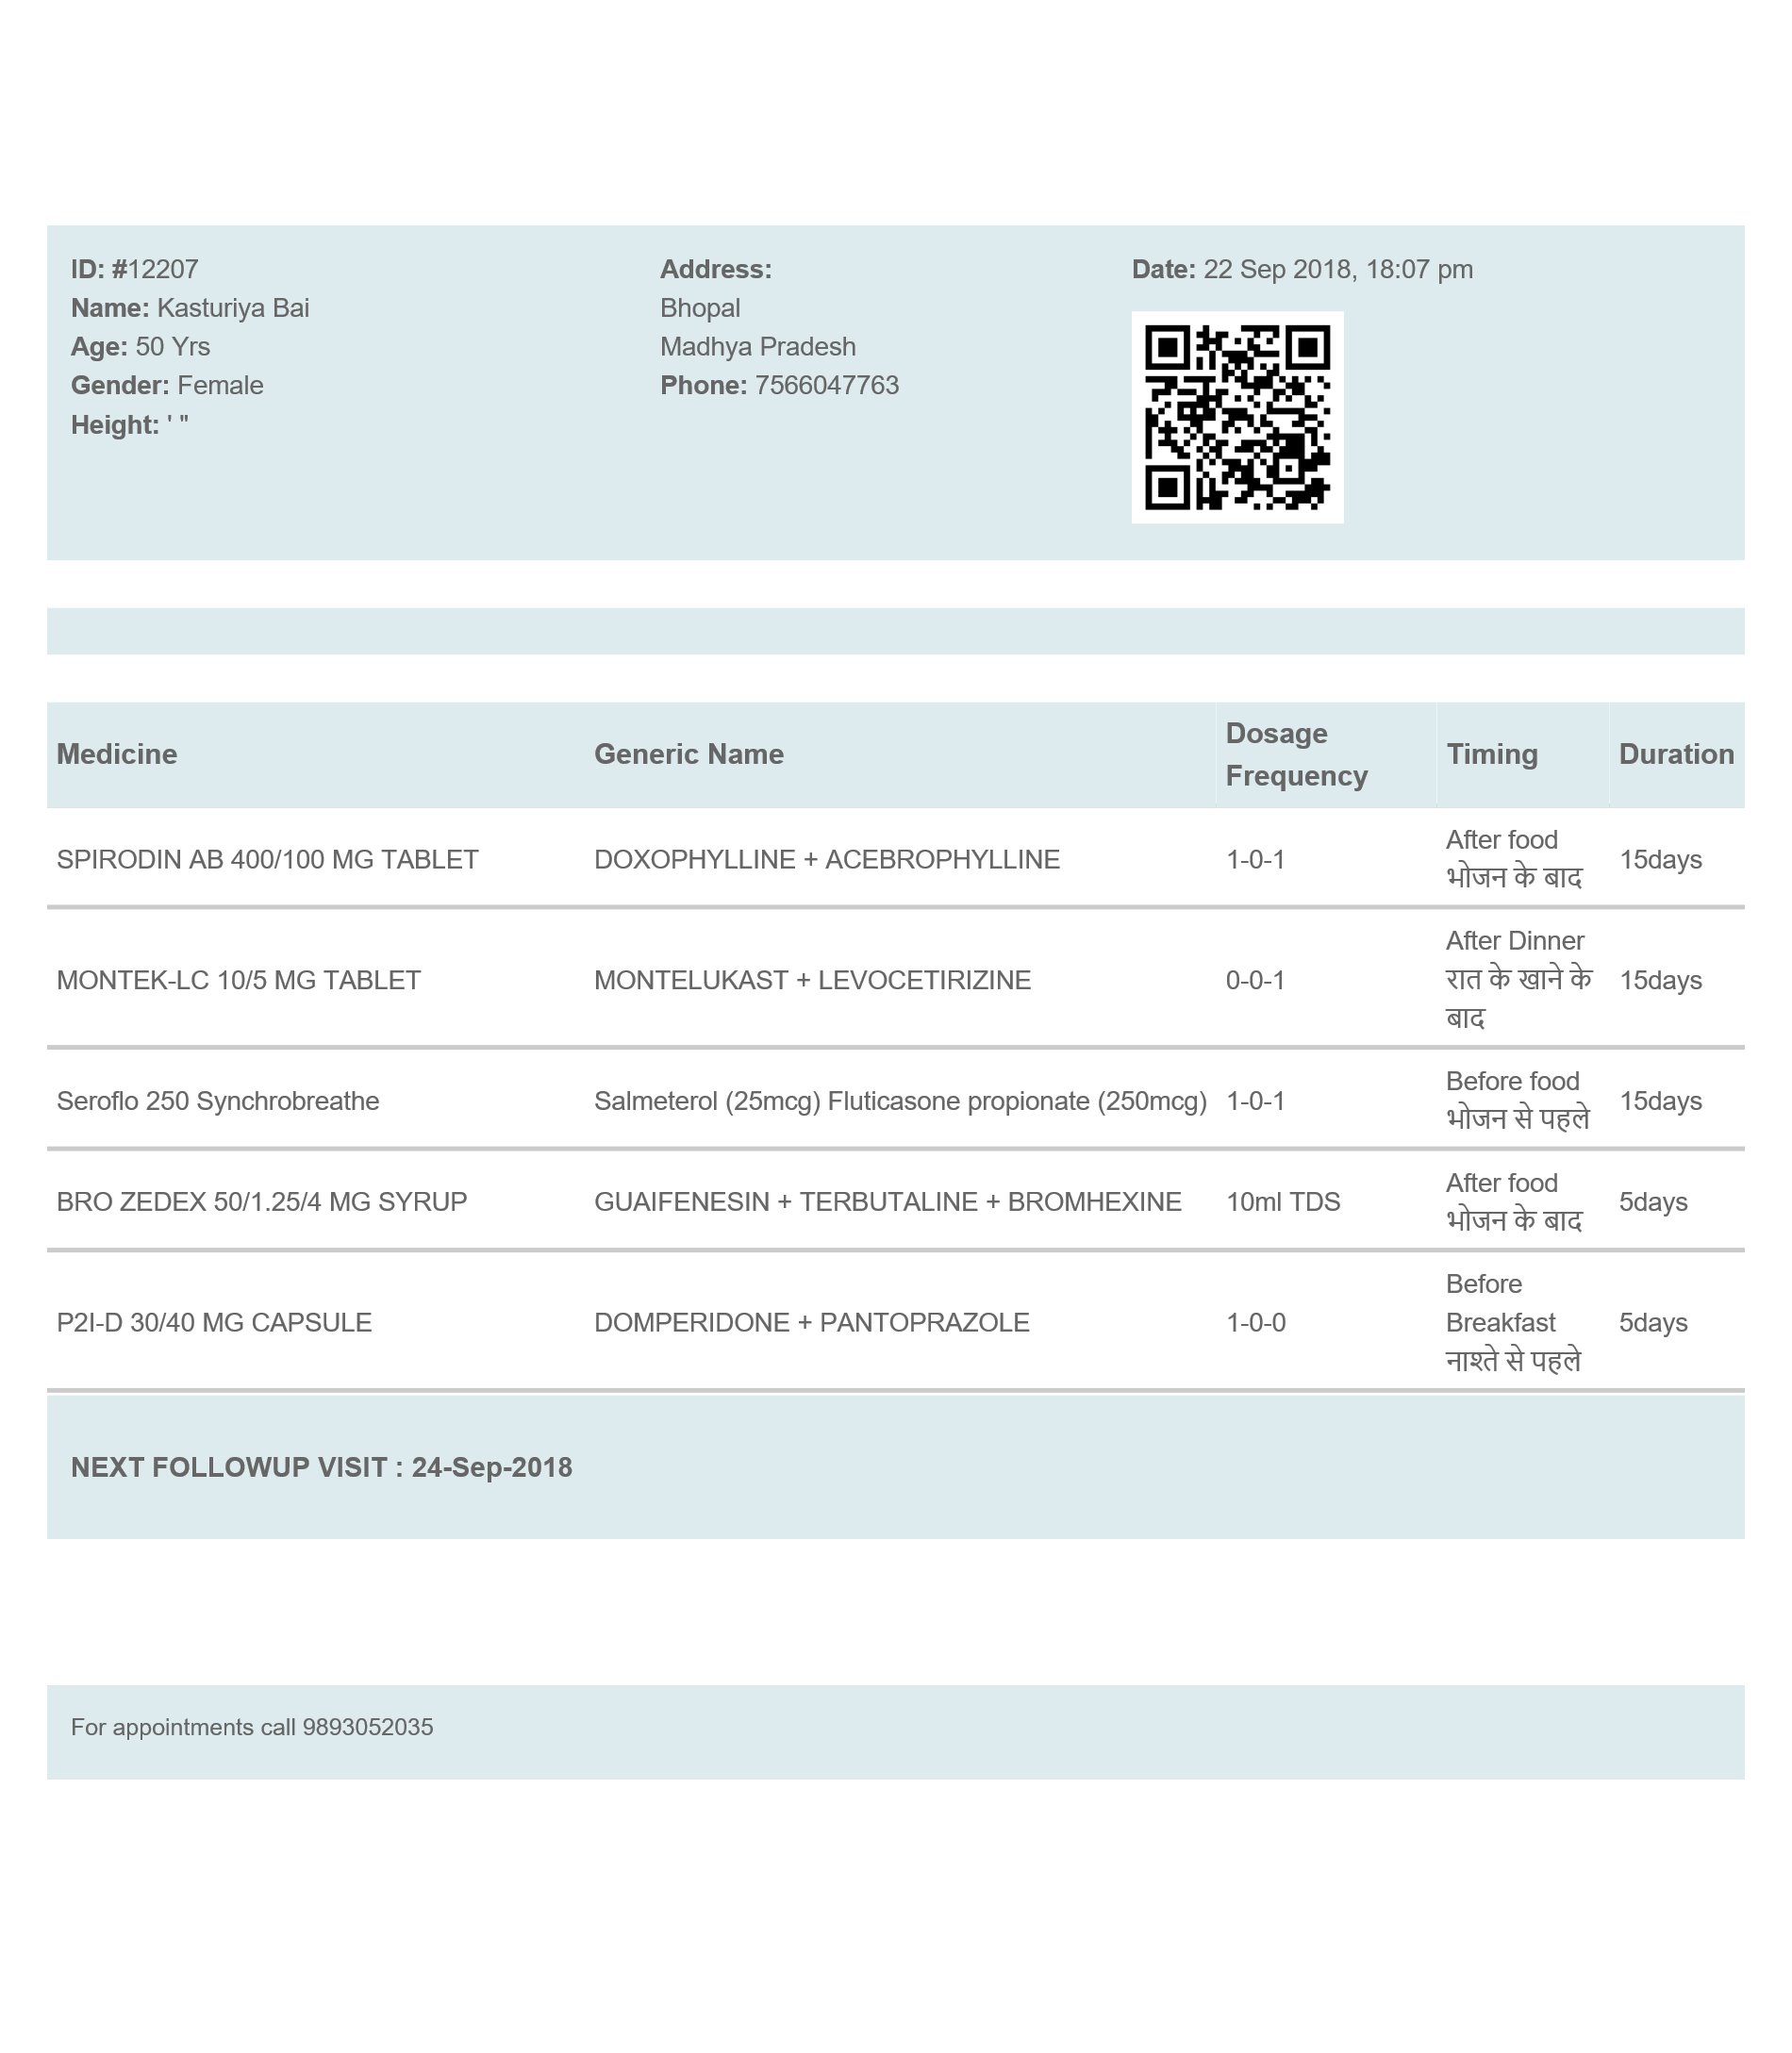 ID: #12207
Name: Kasturiya Bai
Age: 50 Yrs
Gender: Female
Height: ' "
Address:
Bhopal
Madhya Pradesh
Phone: 7566047763
Date: 22 Sep 2018, 18:07 pm
Medicine Generic Name Dosage Frequency Timing Duration
SPIRODIN AB 400/100 MG TABLET DOXOPHYLLINE + ACEBROPHYLLINE 1-0-1 After food भोजन के बाद 15days
MONTEK-LC 10/5 MG TABLET MONTELUKAST + LEVOCETIRIZINE 0-0-1 After Dinner रात के खाने के बाद 15days
Seroflo 250 Synchrobreathe Salmeterol (25mcg) Fluticasone propionate (250mcg) 1-0-1 Before food भोजन से पहले 15days
BRO ZEDEX 50/1.25/4 MG SYRUP GUAIFENESIN + TERBUTALINE + BROMHEXINE 10ml TDS After food भोजन के बाद 5days
P2I-D 30/40 MG CAPSULE DOMPERIDONE + PANTOPRAZOLE 1-0-0 Before Breakfast नाश्ते से पहले 5days
NEXT FOLLOWUP VISIT : 24-Sep-2018
For appointments call 9893052035